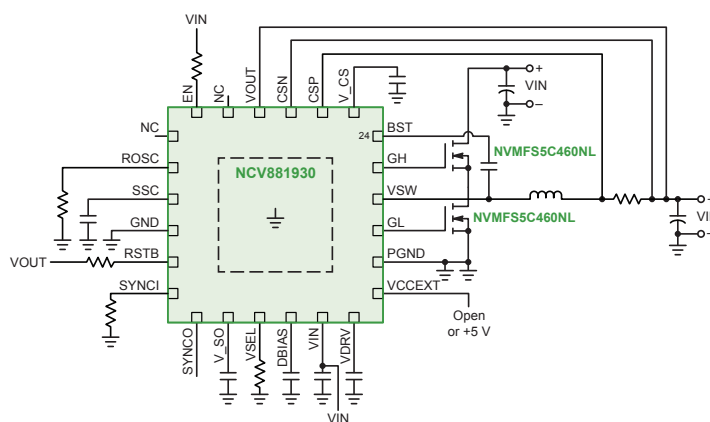 VIN
EN
NC
VOUT
CSN
CSP
V_CS
+
VIN
–
NC
24
BST
NVMFS5C460NL
ROSC
NCV881930
GH
SSC
VSW
NVMFS5C460NL
+
VI
–
GND
GL
VOUT
RSTB
PGND
SYNCI
VCCEXT
Open
or +5 V
SYNCO
V_SO
VSEL
DBIAS
VIN
VDRV
VIN